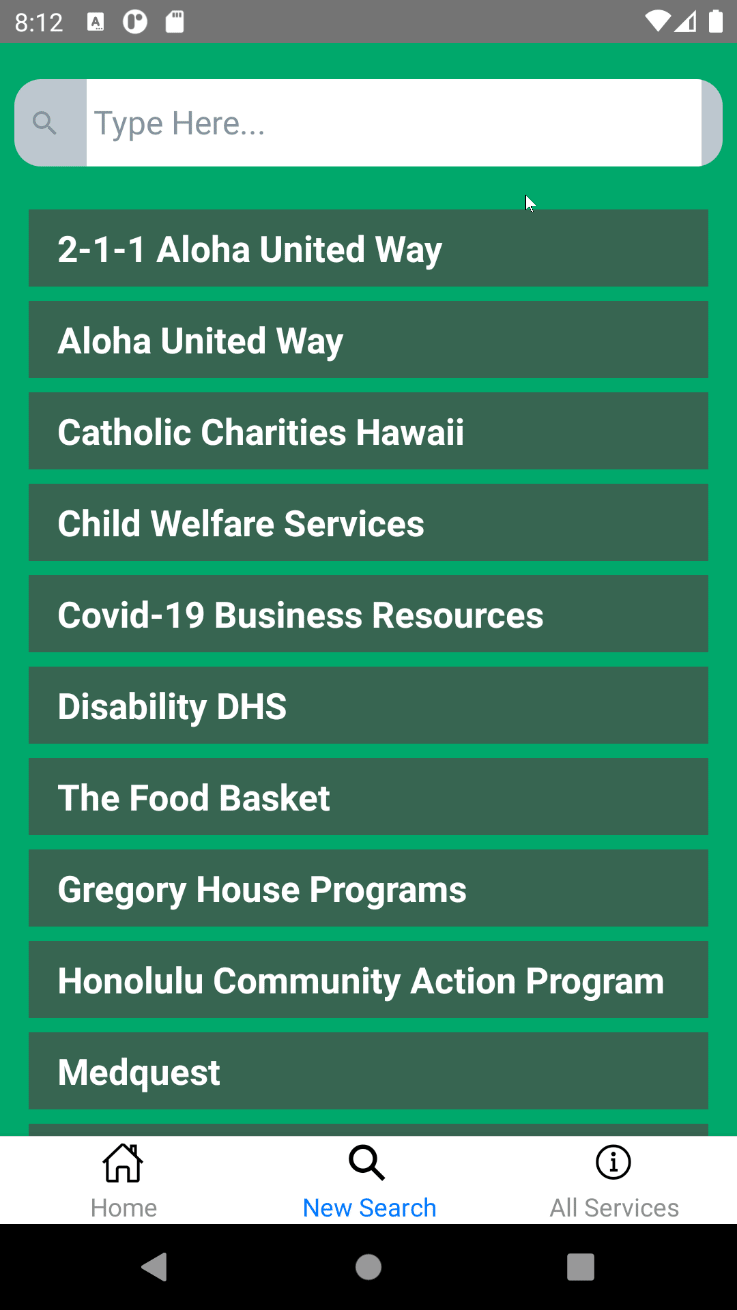 8:12
Type Here...
2-1-1 Aloha United Way
Aloha United Way
Catholic Charities Hawaii
Child Welfare Services
Covid-19 Business Resources
Disability DHS
The Food Basket
Gregory House Programs
Honolulu Community Action Program
Medquest
Home
New Search
All Services